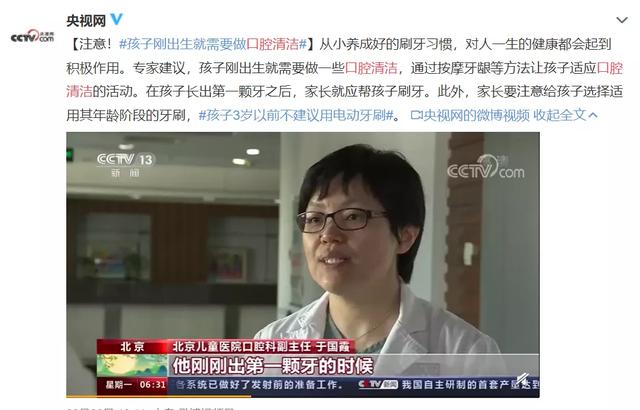 央视网
CCTV 央视网 com
【注意！#孩子刚出生就需要做口腔清洁#】从小养成好的刷牙习惯，对人一生的健康都会起到
积极作用。专家建议，孩子刚出生就需要做一些口腔清洁，通过按摩牙龈等方法让孩子适应口腔
清洁的活动。在孩子长出第一颗牙之后，家长就应帮孩子刷牙。此外，家长要注意给孩子选择适
用其年龄阶段的牙刷，#孩子3岁以前不建议用电动牙刷#。 央视网的微博视频 收起全文
CCTV 13
新闻
CCTV com
北京
北京儿童医院口腔科副主任 于国霞
他刚刚出第一颗牙的时候
星期一 06:31 各系统已做好了发射前的准备工作。 CCTV 新闻 我国自主研制的首套产